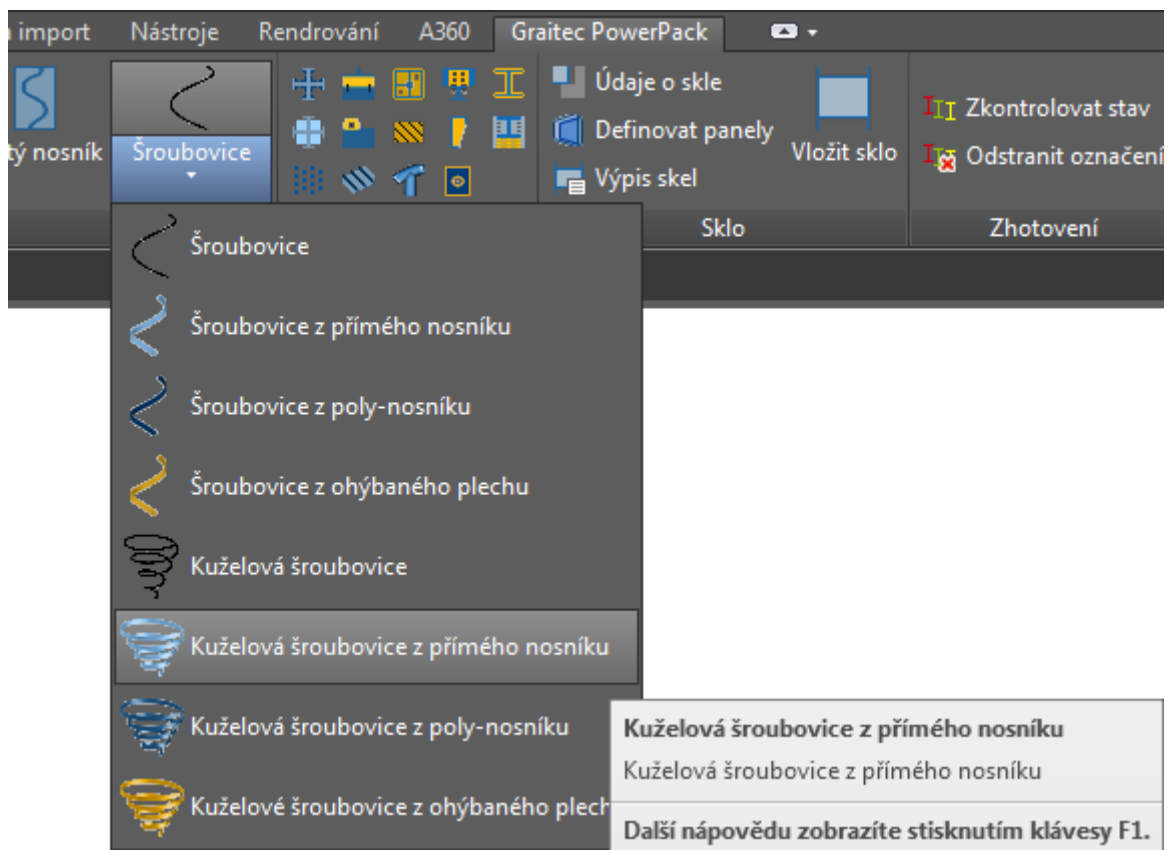 import Nástroje Rendrování A360 Graitec PowerPack
Údaje o skle
Zkontrolovat stav
Definovat panely
nosník Šroubovice Vložit sklo
Odstranit označení
Výpis skel
Sklo Zhotovení
Šroubovice
Šroubovice z přímého nosníku
Šroubovice z poly-nosníku
Šroubovice z ohýbaného plechu
Kuželová šroubovice
Kuželová šroubovice z přímého nosníku
Kuželová šroubovice z poly-nosníku
Kuželová šroubovice z přímého nosníku
Kuželová šroubovice z přímého nosníku
Kuželové šroubovice z ohýbaného plech
Další nápovědu zobrazíte stisknutím klávesy F1.